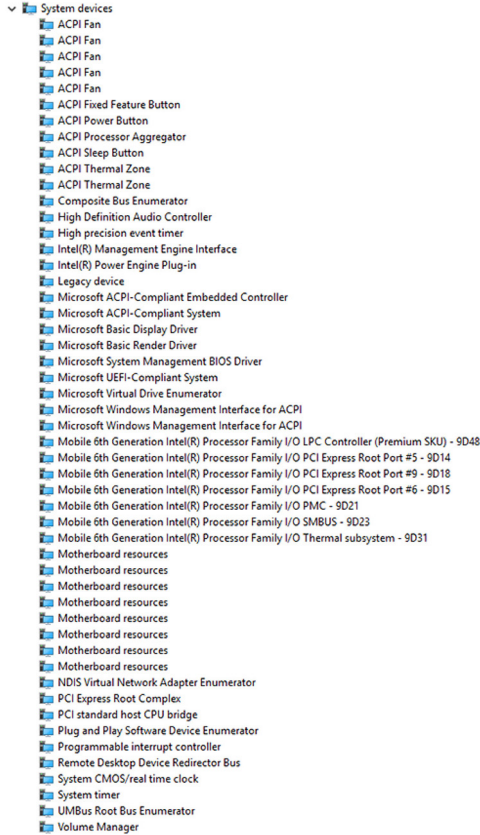 System devices
ACPI Fan
ACPI Fan
ACPI Fan
ACPI Fan
ACPI Fan
ACPI Fixed Feature Button
ACPI Power Button
ACPI Processor Aggregator
ACPI Sleep Button
ACPI Thermal Zone
ACPI Thermal Zone
Composite Bus Enumerator
High Definition Audio Controller
High precision event timer
Intel(R) Management Engine Interface
Intel(R) Power Engine Plug-in
Legacy device
Microsoft ACPI-Compliant Embedded Controller
Microsoft ACPI-Compliant System
Microsoft Basic Display Driver
Microsoft Basic Render Driver
Microsoft System Management BIOS Driver
Microsoft UEFI-Compliant System
Microsoft Virtual Drive Enumerator
Microsoft Windows Management Interface for ACPI
Microsoft Windows Management Interface for ACPI
Mobile 6th Generation Intel(R) Processor Family I/O LPC Controller (Premium SKU) - 9D48
Mobile 6th Generation Intel(R) Processor Family I/O PCI Express Root Port #5 - 9D14
Mobile 6th Generation Intel(R) Processor Family I/O PCI Express Root Port #9 - 9D18
Mobile 6th Generation Intel(R) Processor Family I/O PCI Express Root Port #6 - 9D15
Mobile 6th Generation Intel(R) Processor Family I/O PMC - 9D21
Mobile 6th Generation Intel(R) Processor Family I/O SMBUS - 9D23
Mobile 6th Generation Intel(R) Processor Family I/O Thermal subsystem - 9D31
Motherboard resources
Motherboard resources
Motherboard resources
Motherboard resources
Motherboard resources
Motherboard resources
Motherboard resources
Motherboard resources
NDIS Virtual Network Adapter Enumerator
PCI Express Root Complex
PCI standard host CPU bridge
Plug and Play Software Device Enumerator
Programmable interrupt controller
Remote Desktop Device Redirector Bus
System CMOS/real time clock
System timer
UMBus Root Bus Enumerator
Volume Manager